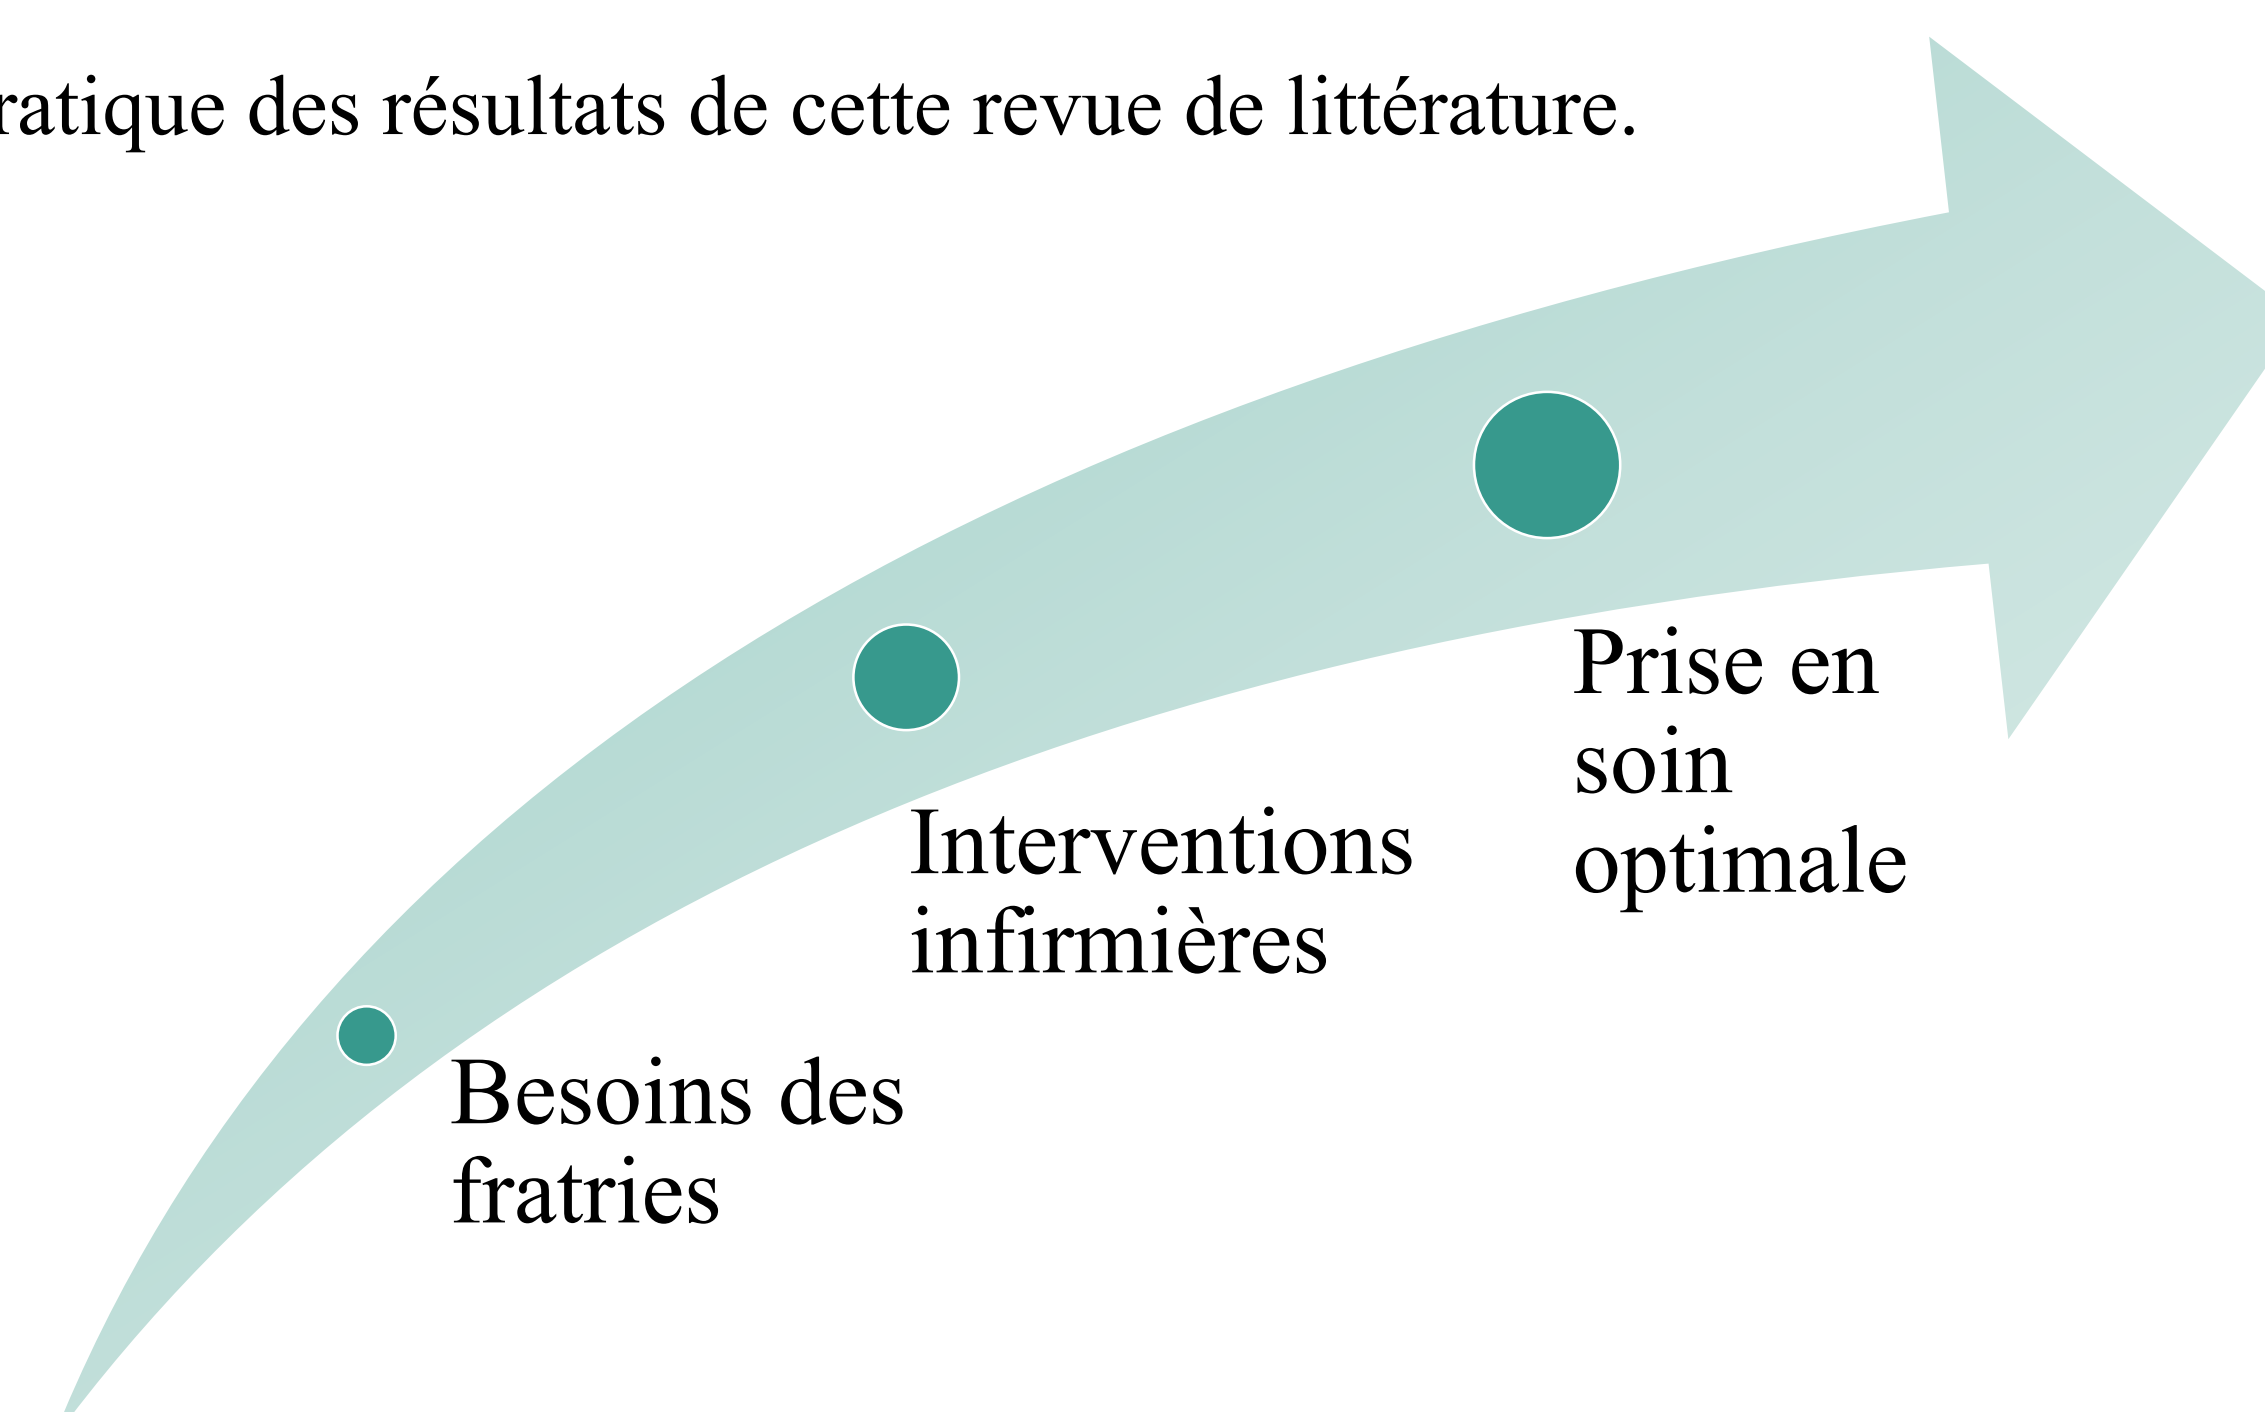 ratique des résultats de cette revue de littérature.
Prise en
soin
optimale
Interventions
infirmières
Besoins des
fratries